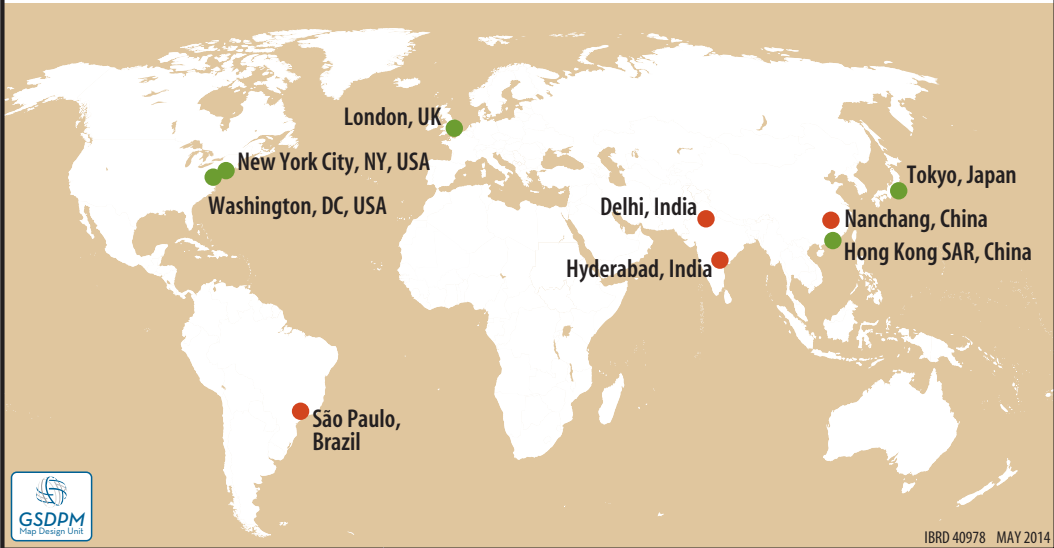 London, UK
New York City, NY, USA
Washington, DC, USA
Tokyo, Japan
Delhi, India
Nanchang, China
Hong Kong SAR, China
Hyderabad, India
São Paulo,
Brazil
GSDPM
Map Design Unit
IBRD 40978 MAY 2014